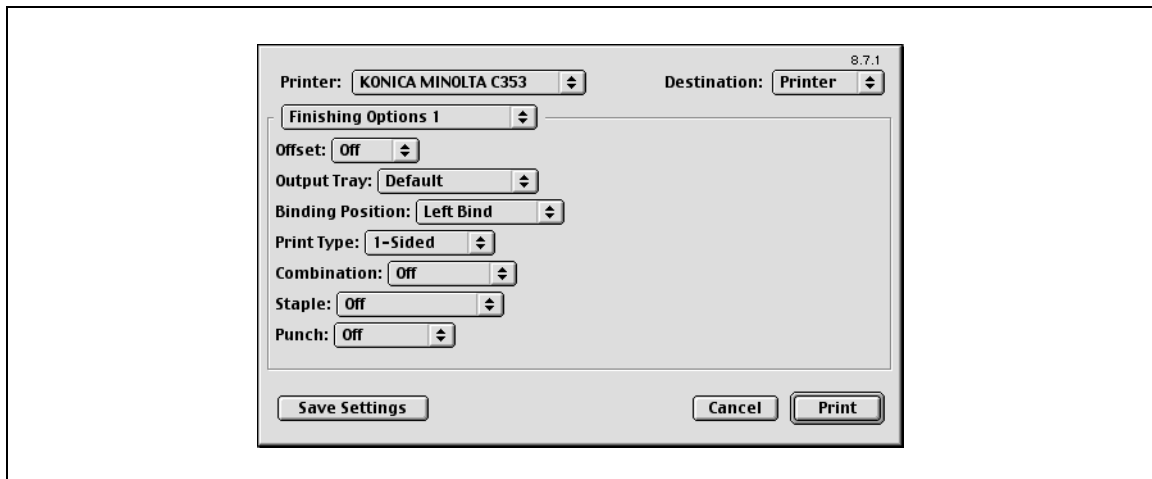 8.7.1
Printer: KONICA MINOLTA C353 Destination: Printer
Finishing Options 1
Offset: Off
Output Tray: Default
Binding Position: Left Bind
Print Type: 1-Sided
Combination: Off
Staple: Off
Punch: Off
Save Settings Cancel Print